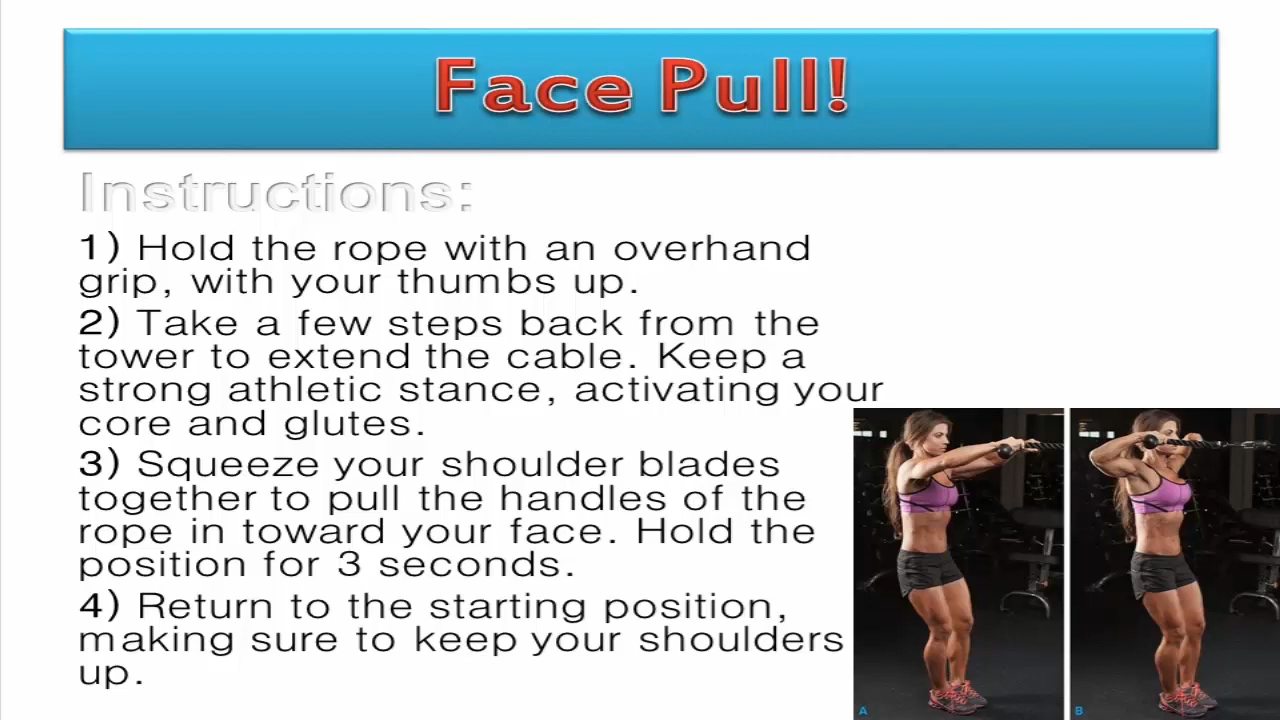 Face Pull!
Instructions:
1) Hold the rope with an overhand
grip, with your thumbs up.
2) Take a few steps back from the
tower to extend the cable. Keep a
strong athletic stance, activating your
core and glutes.
3) Squeeze your shoulder blades
together to pull the handles of the
rope in toward your face. Hold the
position for 3 seconds.
4) Return to the starting position,
making sure to keep your shoulders
up.
A
B